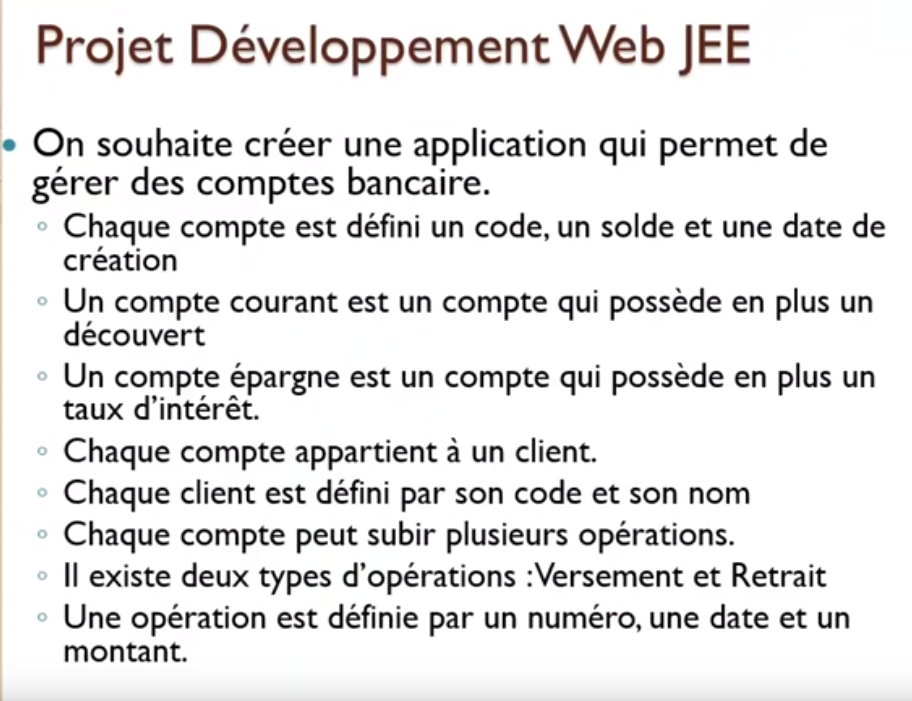 Projet Développement Web JEE
• On souhaite créer une application qui permet de
gérer des comptes bancaire.
◦ Chaque compte est défini un code, un solde et une date de
création
◦ Un compte courant est un compte qui possède en plus un
découvert
◦ Un compte épargne est un compte qui possède en plus un
taux d'intérêt.
◦ Chaque compte appartient à un client.
◦ Chaque client est défini par son code et son nom
◦ Chaque compte peut subir plusieurs opérations.
◦ Il existe deux types d'opérations :Versement et Retrait
◦ Une opération est définie par un numéro, une date et un
montant.